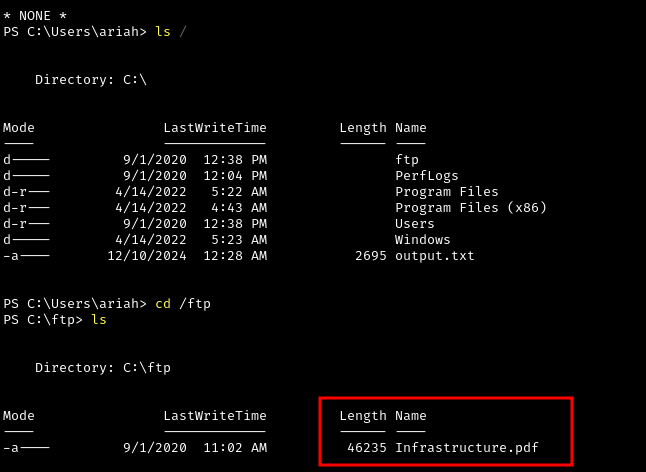 * NONE *
PS C:\Users\ariah> ls /
Directory: C:\
Mode                LastWriteTime         Length Name
----                -------------         ------ ----
d-----         9/1/2020  12:38 PM                ftp
d-----         9/1/2020  12:04 PM                PerfLogs
d-r---        4/14/2022   5:22 AM                Program Files
d-r---        4/14/2022   4:43 AM                Program Files (x86)
d-r---         9/1/2020  12:38 PM                Users
d-----        4/14/2022   5:23 AM                Windows
-a----       12/10/2024  12:28 AM           2695 output.txt
PS C:\Users\ariah> cd /ftp
PS C:\ftp> ls
Directory: C:\ftp
Mode                LastWriteTime         Length Name
----                -------------         ------ ----
-a----         9/1/2020  11:02 AM          46235 Infrastructure.pdf